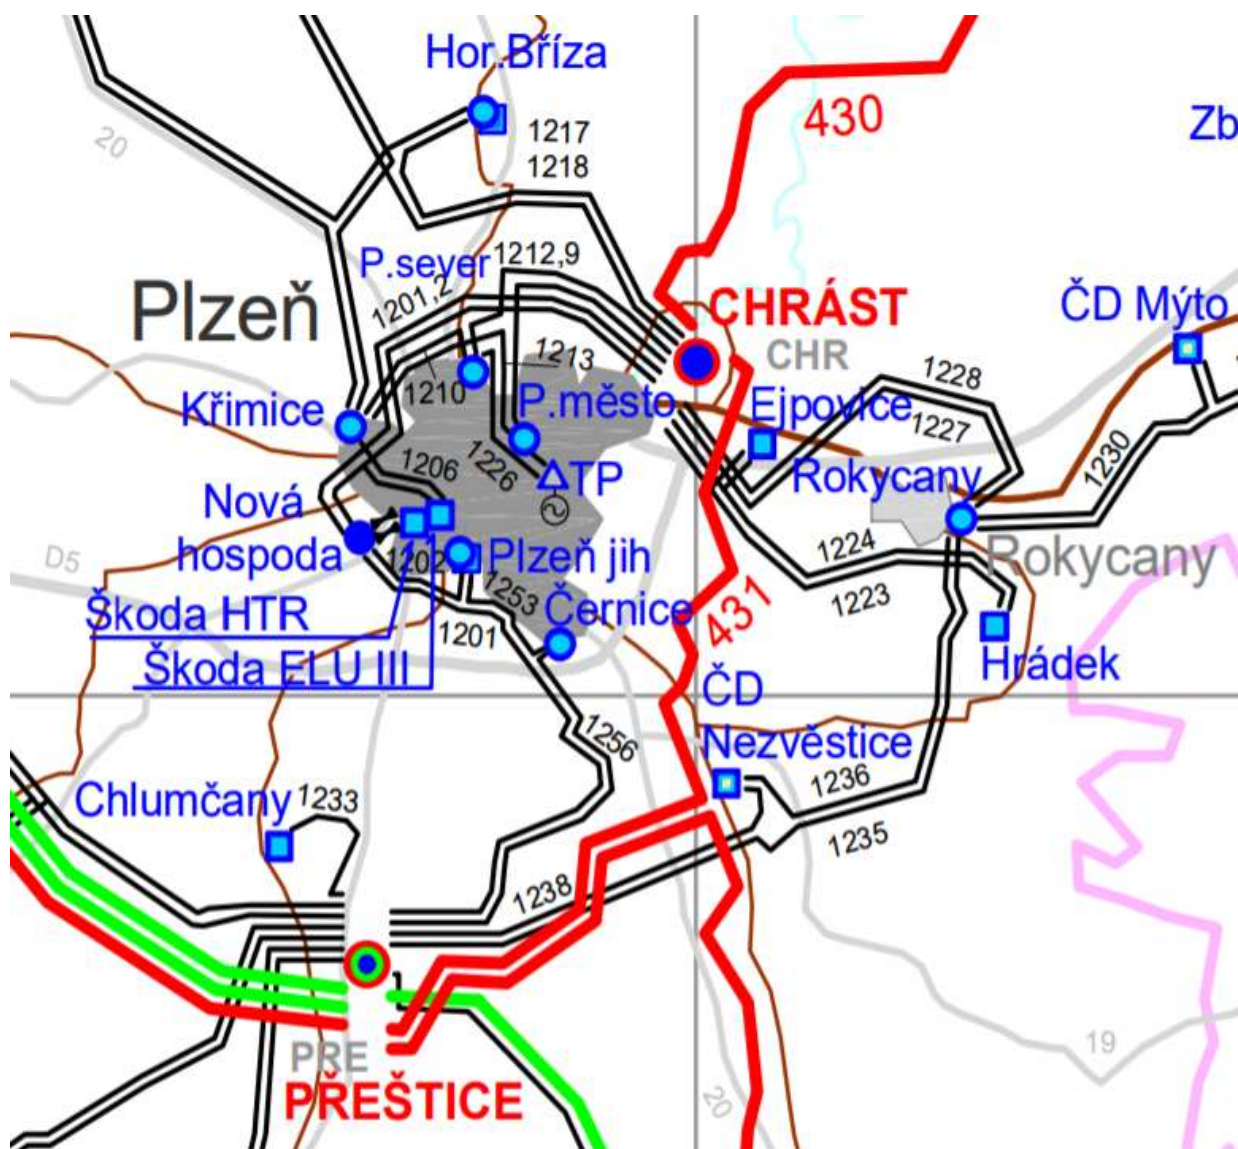 Hor.Bříza
430
1217
1218
Zb
20
P.sever
1212,9
Plzeň
1201,2
CHRÁST
ČD Mýto
CHR
1213
1210
1228
Křimice
P.město
Ejpovice
1227
1206
1226
TP
Rokycany
1230
Nová
hospoda
D5
1202
Plzeň jih
1224
Rokycany
1253
1223
Škoda HTR
Černice
431
1201
Škoda ELU III
ČD
Nezvěstice
Hrádek
1256
Chlumčany
1233
1236
1235
1238
19
PŘE
PŘEŠTICE
20